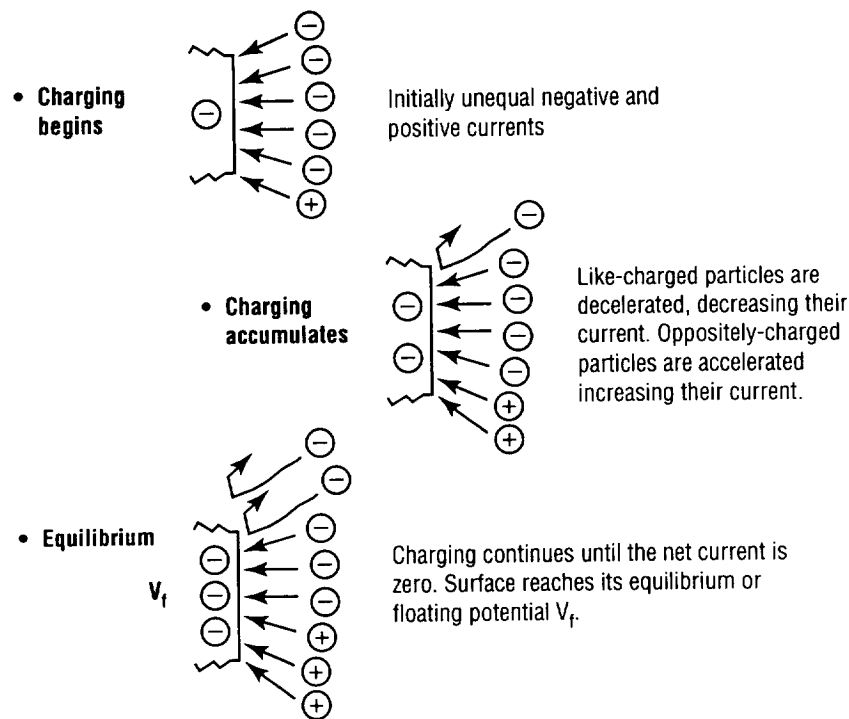 • Charging
begins
Initially unequal negative and
positive currents
• Charging
accumulates
Like-charged particles are
decelerated, decreasing their
current. Oppositely-charged
particles are accelerated
increasing their current.
• Equilibrium
Vf
Charging continues until the net current is
zero. Surface reaches its equilibrium or
floating potential Vf.